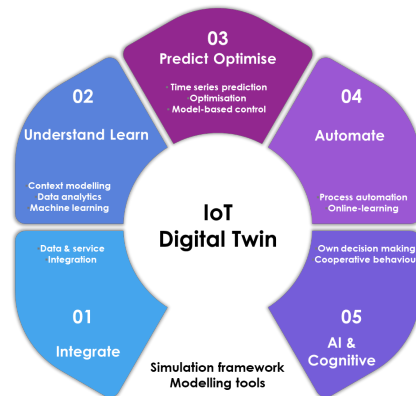 03
Predict Optimise
Time series prediction
Optimisation
Model-based control
02
Understand Learn
Context modelling
Data analytics
Machine learning
04
Automate
Process automation
Online-learning
IoT
Digital Twin
Data & service
Integration
01
Integrate
Own decision making
Cooperative behaviou
05
AI &
Cognitive
Simulation framework
Modelling tools